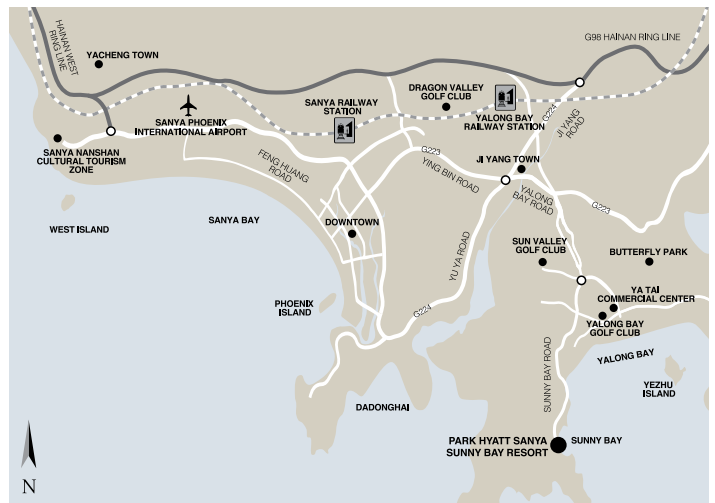 G98 HAINAN RING LINE
HAINAN WEST
RING LINE
YACHENG TOWN
SANYA PHOENIX
INTERNATIONAL AIRPORT
SANYA RAILWAY
STATION
DRAGON VALLEY
GOLF CLUB
YALONG BAY
RAILWAY STATION
G224
JI YANG
ROAD
SANYA NANSHAN
CULTURAL TOURISM
ZONE
FENG HUANG
ROAD
G223
YING BIN ROAD
JI YANG TOWN
YALONG
BAY ROAD
G223
WEST ISLAND
SANYA BAY
DOWNTOWN
YU YA ROAD
SUN VALLEY
GOLF CLUB
BUTTERFLY PARK
PHOENIX
ISLAND
G224
YA TAI
COMMERCIAL CENTER
YALONG BAY
GOLF CLUB
SUNNY BAY ROAD
YALONG BAY
YEZHU
ISLAND
DADONGHAI
PARK HYATT SANYA
SUNNY BAY RESORT
SUNNY BAY
N